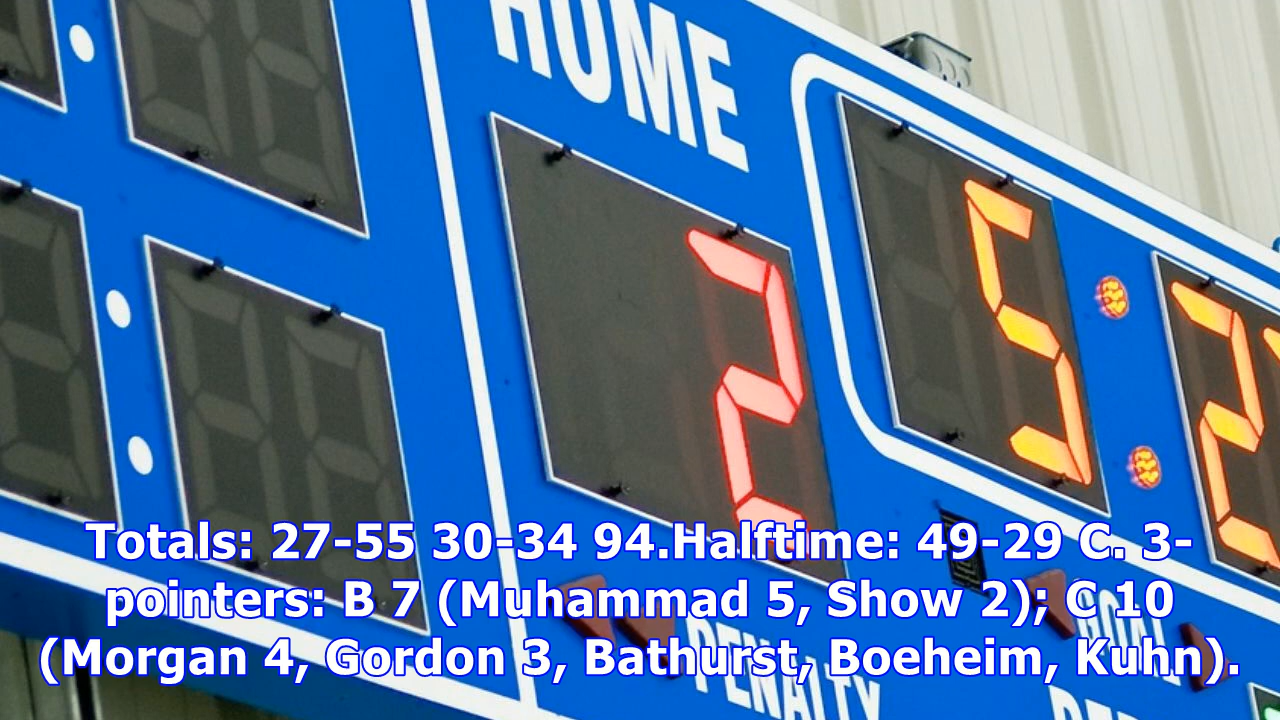 HOME
2
5:2
Totals: 27-55 30-34 94.Halftime: 49-29 C. 3-
pointers: B 7 (Muhammad 5, Show 2); C 10
(Morgan 4, Gordon 3, Bathurst, Boeheim, Kuhn).
PENALTY